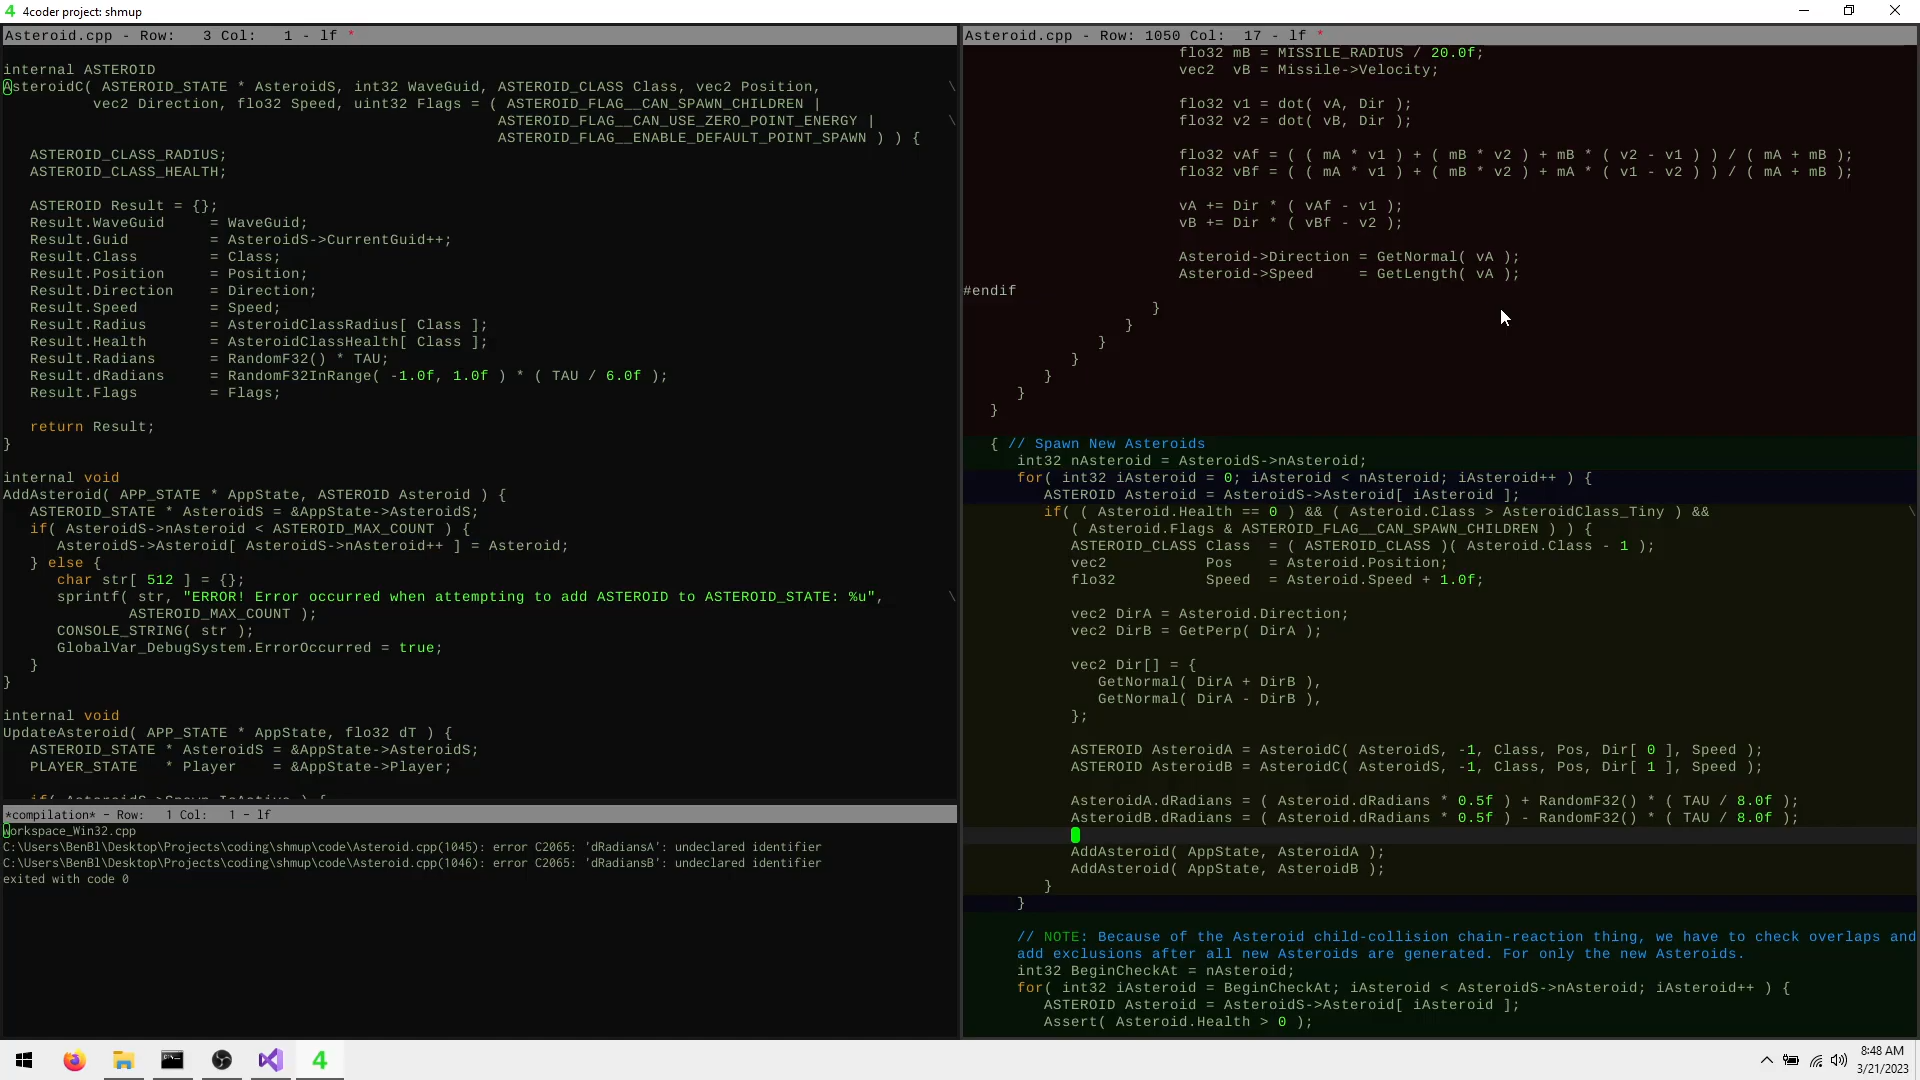 4 4coder project: shmup
Asteroid.cpp - Row:   3 Col:   1 - lf *
internal ASTEROID
AsteroidC( ASTEROID_STATE * AsteroidS, int32 WaveGuid, ASTEROID_CLASS Class, vec2 Position, \
vec2 Direction, flo32 Speed, uint32 Flags = ( ASTEROID_FLAG__CAN_SPAWN_CHILDREN |
ASTEROID_FLAG__CAN_USE_ZERO_POINT_ENERGY | \
ASTEROID_FLAG__ENABLE_DEFAULT_POINT_SPAWN ) ) {
ASTEROID_CLASS_RADIUS;
ASTEROID_CLASS_HEALTH;
ASTEROID Result = {};
Result.WaveGuid     = WaveGuid;
Result.Guid         = AsteroidS->CurrentGuid++;
Result.Class        = Class;
Result.Position     = Position;
Result.Direction    = Direction;
Result.Speed        = Speed;
Result.Radius       = AsteroidClassRadius[ Class ];
Result.Health       = AsteroidClassHealth[ Class ];
Result.Radians      = RandomF32() * TAU;
Result.dRadians     = RandomF32InRange( -1.0f, 1.0f ) * ( TAU / 6.0f );
Result.Flags        = Flags;
return Result;
}
internal void
AddAsteroid( APP_STATE * AppState, ASTEROID Asteroid ) {
ASTEROID_STATE * AsteroidS = &AppState->AsteroidS;
if( AsteroidS->nAsteroid < ASTEROID_MAX_COUNT ) {
AsteroidS->Asteroid[ AsteroidS->nAsteroid++ ] = Asteroid;
} else {
char str[ 512 ] = {};
sprintf( str, "ERROR! Error occurred when attempting to add ASTEROID to ASTEROID_STATE: %u", \
ASTEROID_MAX_COUNT );
CONSOLE_STRING( str );
GlobalVar_DebugSystem.ErrorOccurred = true;
}
}
internal void
UpdateAsteroid( APP_STATE * AppState, flo32 dT ) {
ASTEROID_STATE * AsteroidS = &AppState->AsteroidS;
PLAYER_STATE   * Player    = &AppState->Player;
if( AsteroidS->Spawn.IsActive ) {
*compilation* - Row:   1 Col:   1 - lf
workspace_Win32.cpp
C:\Users\BenBl\Desktop\Projects\coding\shmup\code\Asteroid.cpp(1045): error C2065: 'dRadiansA': undeclared identifier
C:\Users\BenBl\Desktop\Projects\coding\shmup\code\Asteroid.cpp(1046): error C2065: 'dRadiansB': undeclared identifier
exited with code 0
Asteroid.cpp - Row: 1050 Col:  17 - lf *
flo32 mB = MISSILE_RADIUS / 20.0f;
vec2  vB = Missile->Velocity;
flo32 v1 = dot( vA, Dir );
flo32 v2 = dot( vB, Dir );
flo32 vAf = ( ( mA * v1 ) + ( mB * v2 ) + mB * ( v2 - v1 ) ) / ( mA + mB );
flo32 vBf = ( ( mA * v1 ) + ( mB * v2 ) + mA * ( v1 - v2 ) ) / ( mA + mB );
vA += Dir * ( vAf - v1 );
vB += Dir * ( vBf - v2 );
Asteroid->Direction = GetNormal( vA );
Asteroid->Speed     = GetLength( vA );
#endif
}
}
}
}
}
}
}
{ // Spawn New Asteroids
int32 nAsteroid = AsteroidS->nAsteroid;
for( int32 iAsteroid = 0; iAsteroid < nAsteroid; iAsteroid++ ) {
ASTEROID Asteroid = AsteroidS->Asteroid[ iAsteroid ];
if( ( Asteroid.Health == 0 ) && ( Asteroid.Class > AsteroidClass_Tiny ) && \
( Asteroid.Flags & ASTEROID_FLAG__CAN_SPAWN_CHILDREN ) ) {
ASTEROID_CLASS Class  = ( ASTEROID_CLASS )( Asteroid.Class - 1 );
vec2           Pos    = Asteroid.Position;
flo32          Speed  = Asteroid.Speed + 1.0f;
vec2 DirA = Asteroid.Direction;
vec2 DirB = GetPerp( DirA );
vec2 Dir[] = {
GetNormal( DirA + DirB ),
GetNormal( DirA - DirB ),
};
ASTEROID AsteroidA = AsteroidC( AsteroidS, -1, Class, Pos, Dir[ 0 ], Speed );
ASTEROID AsteroidB = AsteroidC( AsteroidS, -1, Class, Pos, Dir[ 1 ], Speed );
AsteroidA.dRadians = ( Asteroid.dRadians * 0.5f ) + RandomF32() * ( TAU / 8.0f );
AsteroidB.dRadians = ( Asteroid.dRadians * 0.5f ) - RandomF32() * ( TAU / 8.0f );
AddAsteroid( AppState, AsteroidA );
AddAsteroid( AppState, AsteroidB );
}
}
// NOTE: Because of the Asteroid child-collision chain-reaction thing, we have to check overlaps and
add exclusions after all new Asteroids are generated. For only the new Asteroids.
int32 BeginCheckAt = nAsteroid;
for( int32 iAsteroid = BeginCheckAt; iAsteroid < AsteroidS->nAsteroid; iAsteroid++ ) {
ASTEROID Asteroid = AsteroidS->Asteroid[ iAsteroid ];
Assert( Asteroid.Health > 0 );
4
8:48 AM
3/21/2023